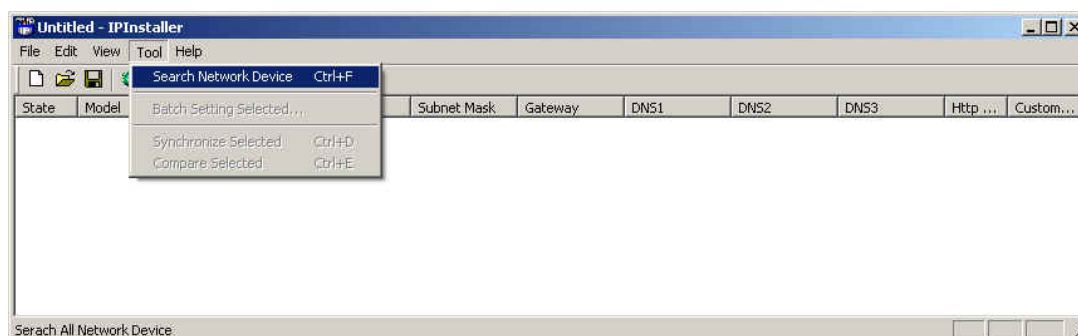 Untitled - IPInstaller
File Edit View Tool Help
Search Network Device Ctrl+F
State Model Subnet Mask Gateway DNS1 DNS2 DNS3 Http ... Custom...
Batch Setting Selected...
Synchronize Selected Ctrl+D
Compare Selected Ctrl+E
Serach All Network Device